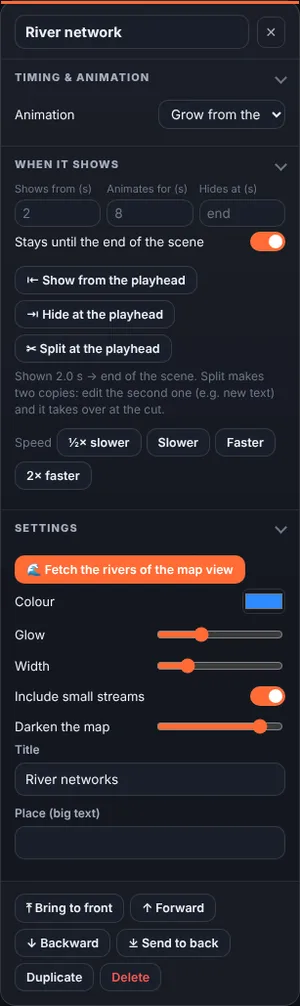 River network
✕
TIMING & ANIMATION
Animation
Grow from the
WHEN IT SHOWS
Shows from (s) Animates for (s) Hides at (s)
2 8 end
Stays until the end of the scene
⇤ Show from the playhead
⇥ Hide at the playhead
✂ Split at the playhead
Shown 2.0 s → end of the scene. Split makes
two copies: edit the second one (e.g. new text)
and it takes over at the cut.
Speed ½× slower Slower Faster
2× faster
SETTINGS
🌊 Fetch the rivers of the map view
Colour
Glow
Width
Include small streams
Darken the map
Title
River networks
Place (big text)
⤒ Bring to front ↑ Forward
↓ Backward ⤓ Send to back
Duplicate Delete